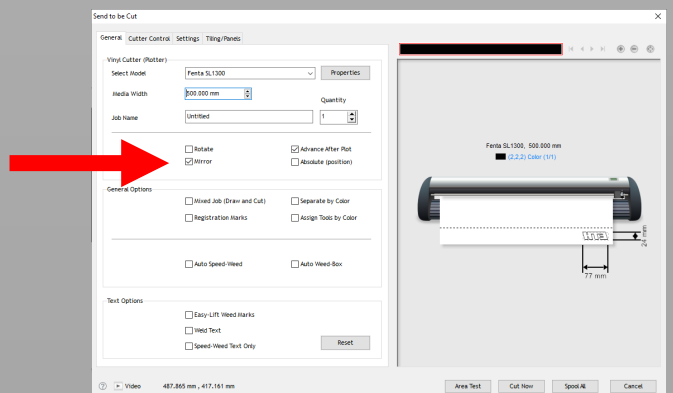 Send to be Cut
General Cutter Control Settings Tiling/Panels
Vinyl Cutter (Plotter)
Select Model Fenta SL1300 Properties
Media Width 500.000 mm
Quantity
Job Name Untitled 1
Rotate Advance After Plot
Mirror Absolute (position)
General Options
Mixed Job (Draw and Cut) Separate by Color
Registration Marks Assign Tools by Color
Auto Speed-Weed Auto Weed-Box
Text Options
Easy-Lift Weed Marks
Weld Text
Speed-Weed Text Only Reset
Video 487.865 mm , 417.161 mm
Fenta SL1300, 500.000 mm
(2,2,2) Color (1/1)
24 mm
77 mm
Area Test Cut Now Spool All Cancel